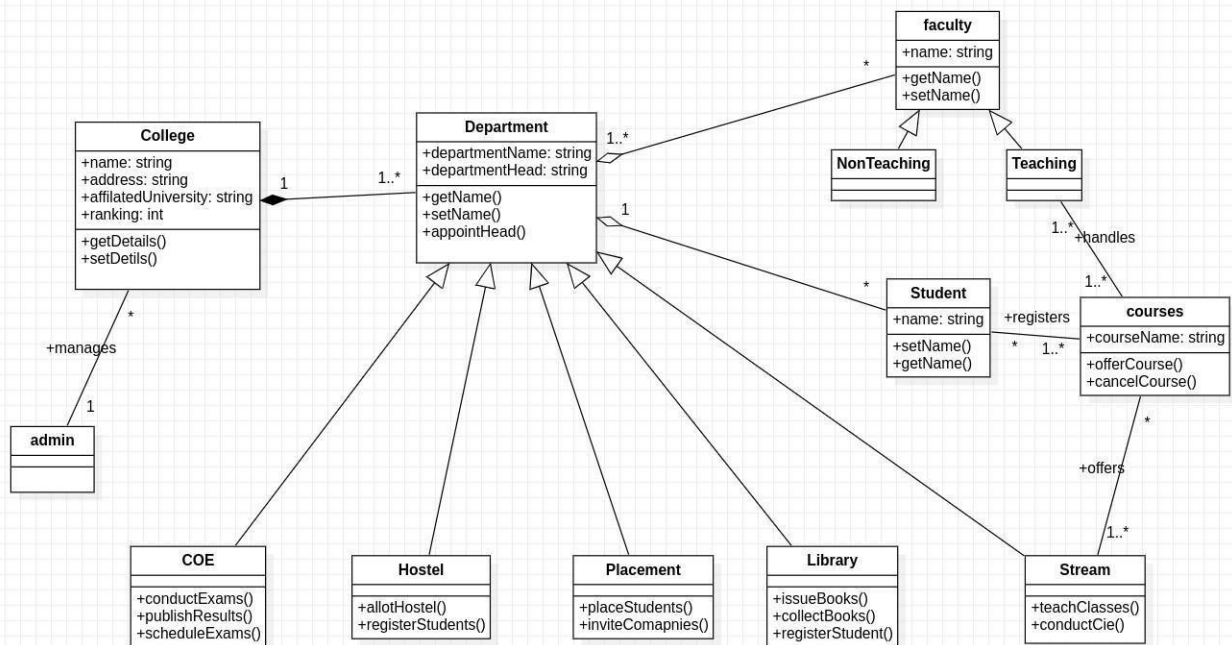 faculty
+name: string
+getName()
+setName()
*
1..*
College
+name: string
+address: string
+affilatedUniversity: string
+ranking: int
+getDetails()
+setDetils()
1
1..*
Department
+departmentName: string
+departmentHead: string
+getName()
+setName()
+appointHead()
1
*
NonTeaching
Teaching
1..*
+handles
1..*
Student
+name: string
+setName()
+getName()
+registers
*
1..*
courses
+courseName: string
+offerCourse()
+cancelCourse()
*
+manages
1
admin
*
+offers
1..*
COE
+conductExams()
+publishResults()
+scheduleExams()
Hostel
+allotHostel()
+registerStudents()
Placement
+placeStudents()
+inviteComapnies()
Library
+issueBooks()
+collectBooks()
+registerStudent()
Stream
+teachClasses()
+conductCie()